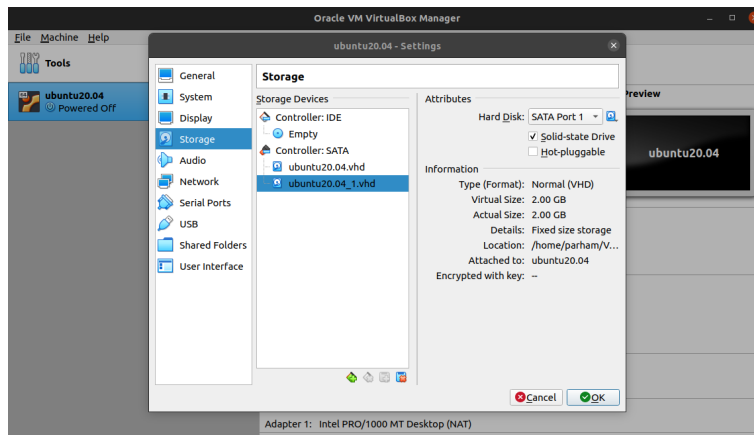 Oracle VM VirtualBox Manager
File Machine Help
Tools
ubuntu20.04
Powered Off
ubuntu20.04 - Settings
General
System
Display
Storage
Audio
Network
Serial Ports
USB
Shared Folders
User Interface
Storage
Storage Devices
Controller: IDE
Empty
Controller: SATA
ubuntu20.04.vhd
ubuntu20.04_1.vhd
Attributes
Hard Disk: SATA Port 1
Solid-state Drive
Hot-pluggable
Information
Type (Format): Normal (VHD)
Virtual Size: 2.00 GB
Actual Size: 2.00 GB
Details: Fixed size storage
Location: /home/parham/V...
Attached to: ubuntu20.04
Encrypted with key: --
Cancel OK
Preview
ubuntu20.04
Adapter 1: Intel PRO/1000 MT Desktop (NAT)